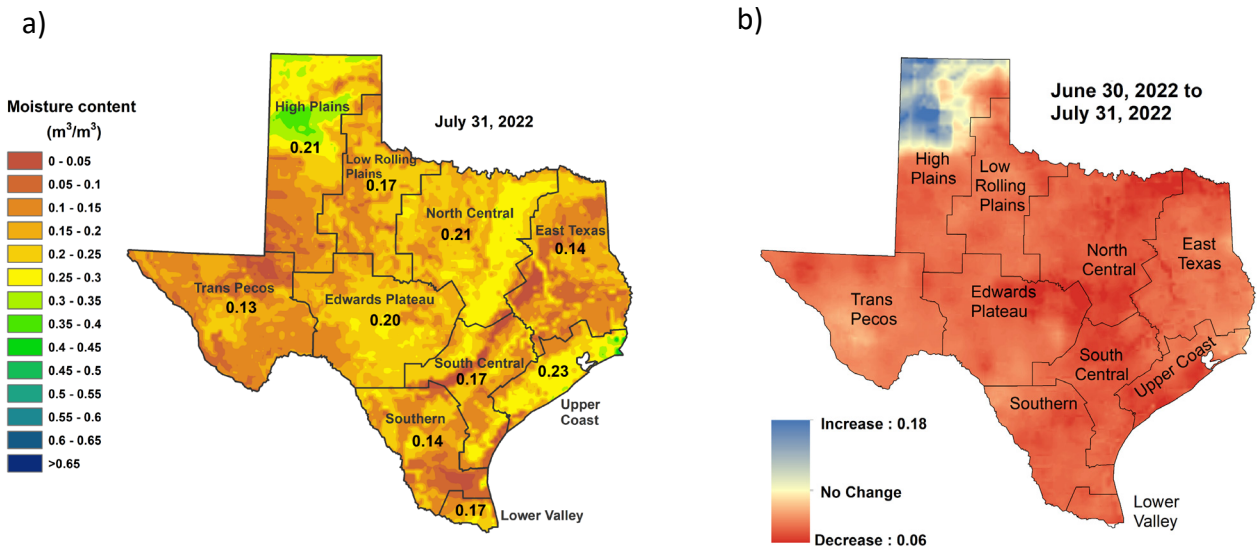 a)
Moisture content
(m³/m³)
0 - 0.05
0.05 - 0.1
0.1 - 0.15
0.15 - 0.2
0.2 - 0.25
0.25 - 0.3
0.3 - 0.35
0.35 - 0.4
0.4 - 0.45
0.45 - 0.5
0.5 - 0.55
0.55 - 0.6
0.6 - 0.65
>0.65
July 31, 2022
High Plains
0.21
Low Rolling
Plains
0.17
North Central
0.21
East Texas
0.14
Trans Pecos
0.13
Edwards Plateau
0.20
South Central
0.17
0.23
Upper
Coast
Southern
0.14
0.17
Lower Valley
b)
June 30, 2022 to
July 31, 2022
High
Plains
Low
Rolling
Plains
North
Central
East
Texas
Trans
Pecos
Edwards
Plateau
South
Central
Upper Coast
Southern
Lower
Valley
Increase : 0.18
No Change
Decrease : 0.06